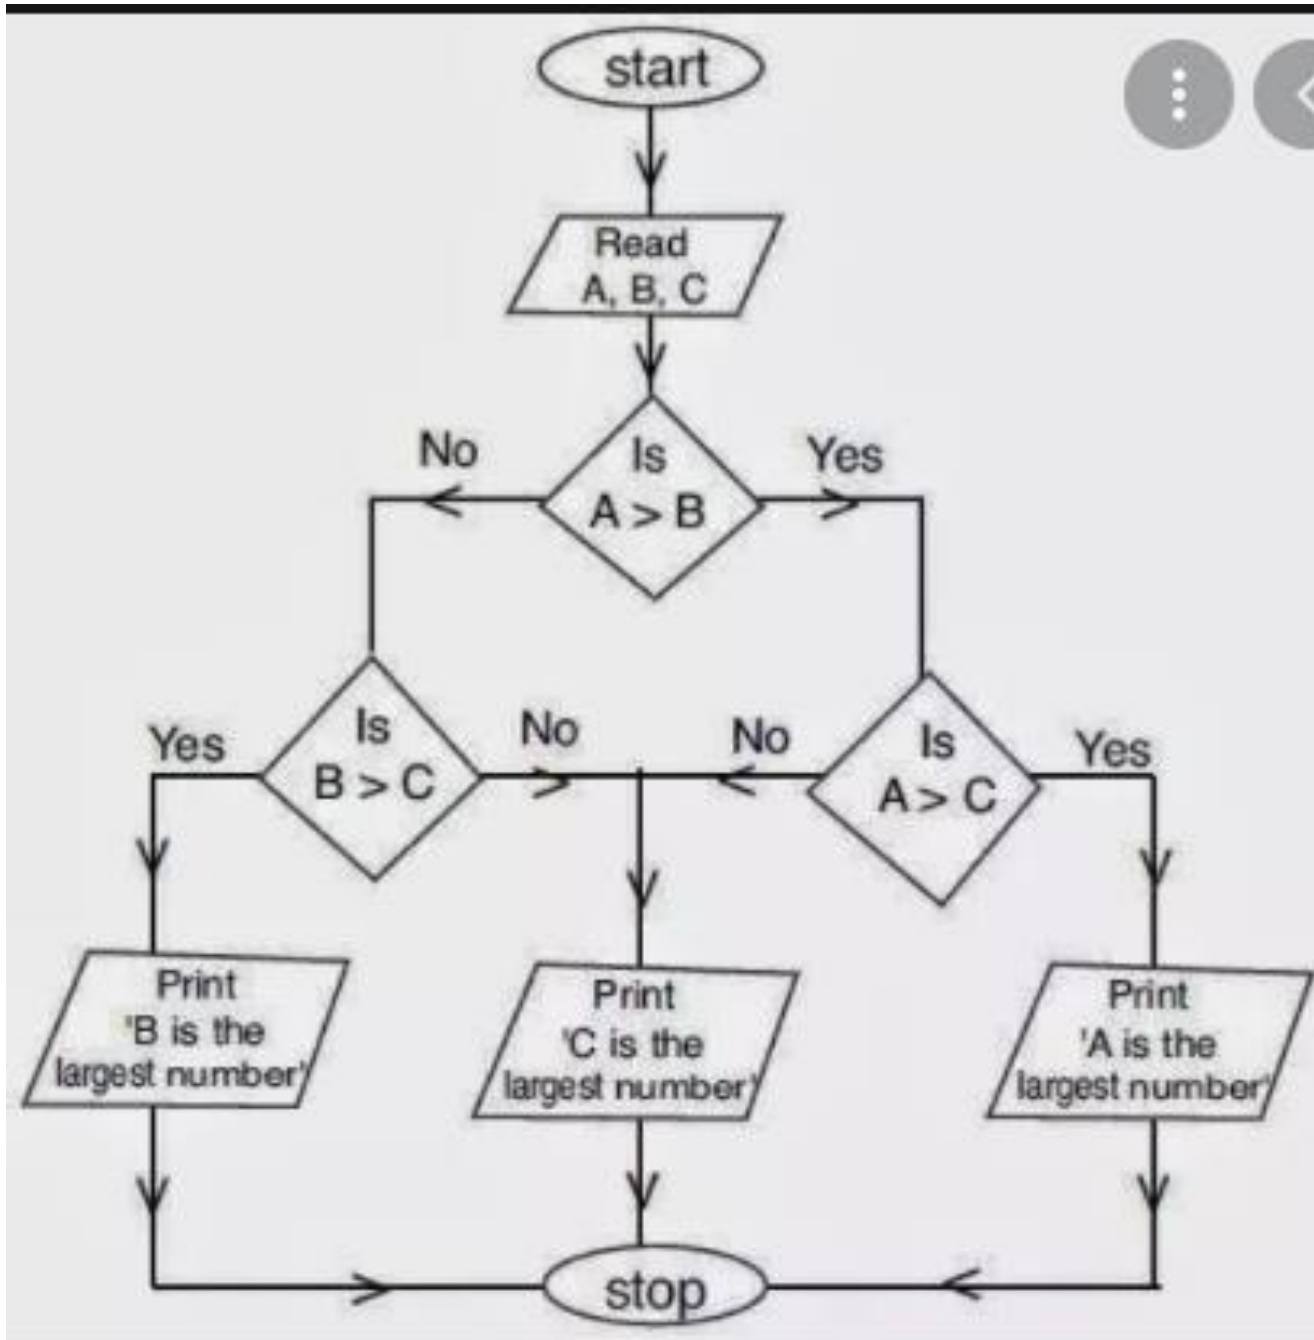 start
Read
A, B, C
No
Is
Yes
A > B
Yes
Is
No
B > C
No
Is
Yes
A > C
Print
'B is the
largest number'
Print
'C is the
largest number'
Print
'A is the
largest number'
stop